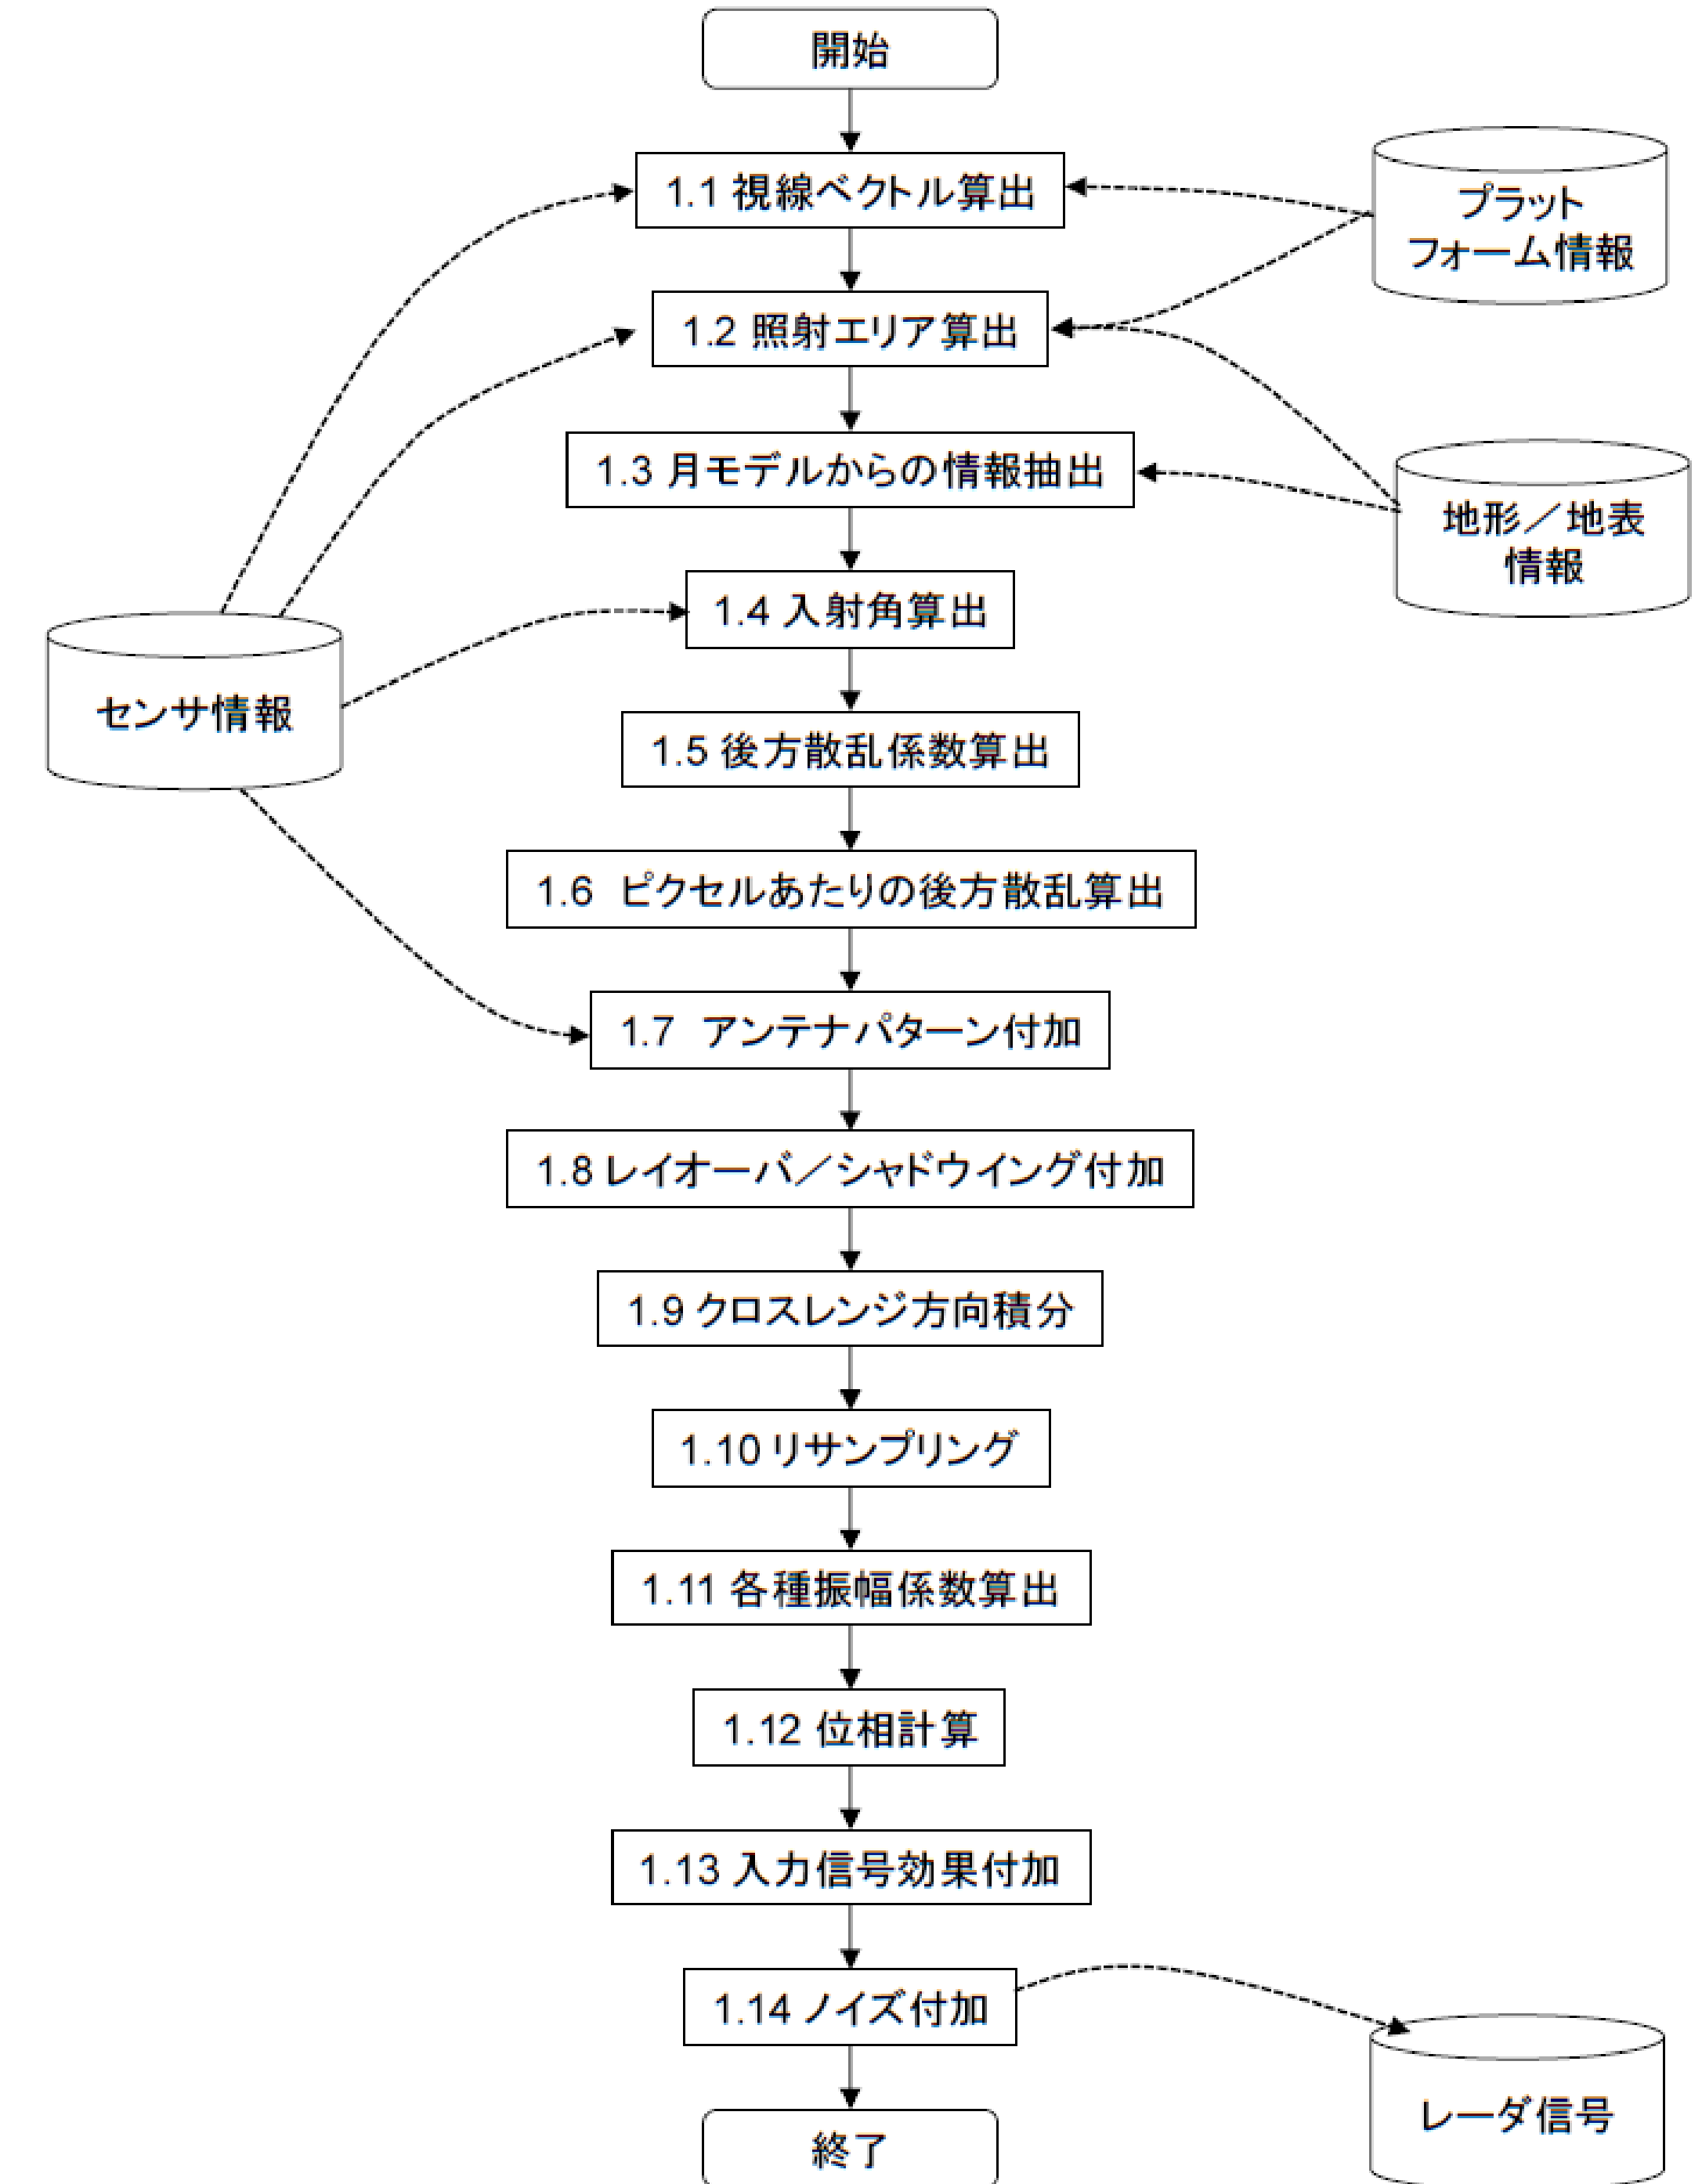 開始
1.1 視線ベクトル算出
プラット
フォーム情報
1.2 照射エリア算出
1.3 月モデルからの情報抽出
地形／地表
情報
1.4 入射角算出
センサ情報
1.5 後方散乱係数算出
1.6 ピクセルあたりの後方散乱算出
1.7 アンテナパターン付加
1.8 レイオーバ／シャドウイング付加
1.9 クロスレンジ方向積分
1.10 リサンプリング
1.11 各種振幅係数算出
1.12 位相計算
1.13 入力信号効果付加
1.14 ノイズ付加
レーダ信号
終了